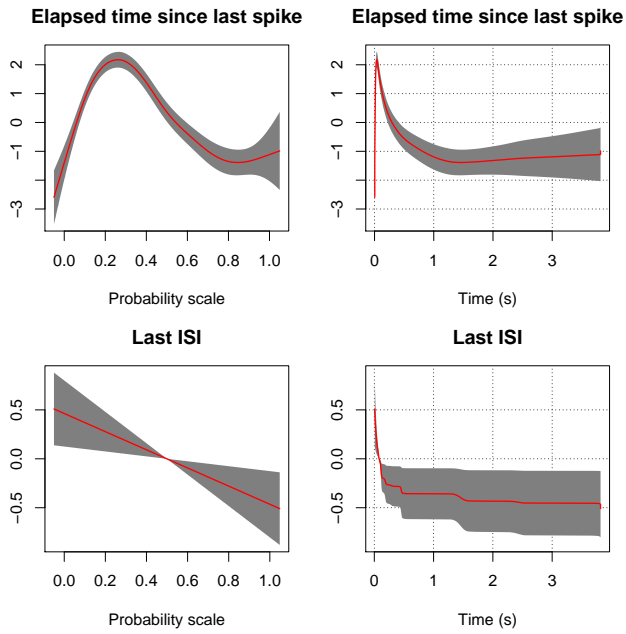 Elapsed time since last spike
2
1
0
−1
−3
0.0 0.2 0.4 0.6 0.8 1.0
Probability scale
Elapsed time since last spike
2
1
0
−1
−3
0 1 2 3
Time (s)
Last ISI
0.5
0.0
−0.5
0.0 0.2 0.4 0.6 0.8 1.0
Probability scale
Last ISI
0.5
0.0
−0.5
0 1 2 3
Time (s)